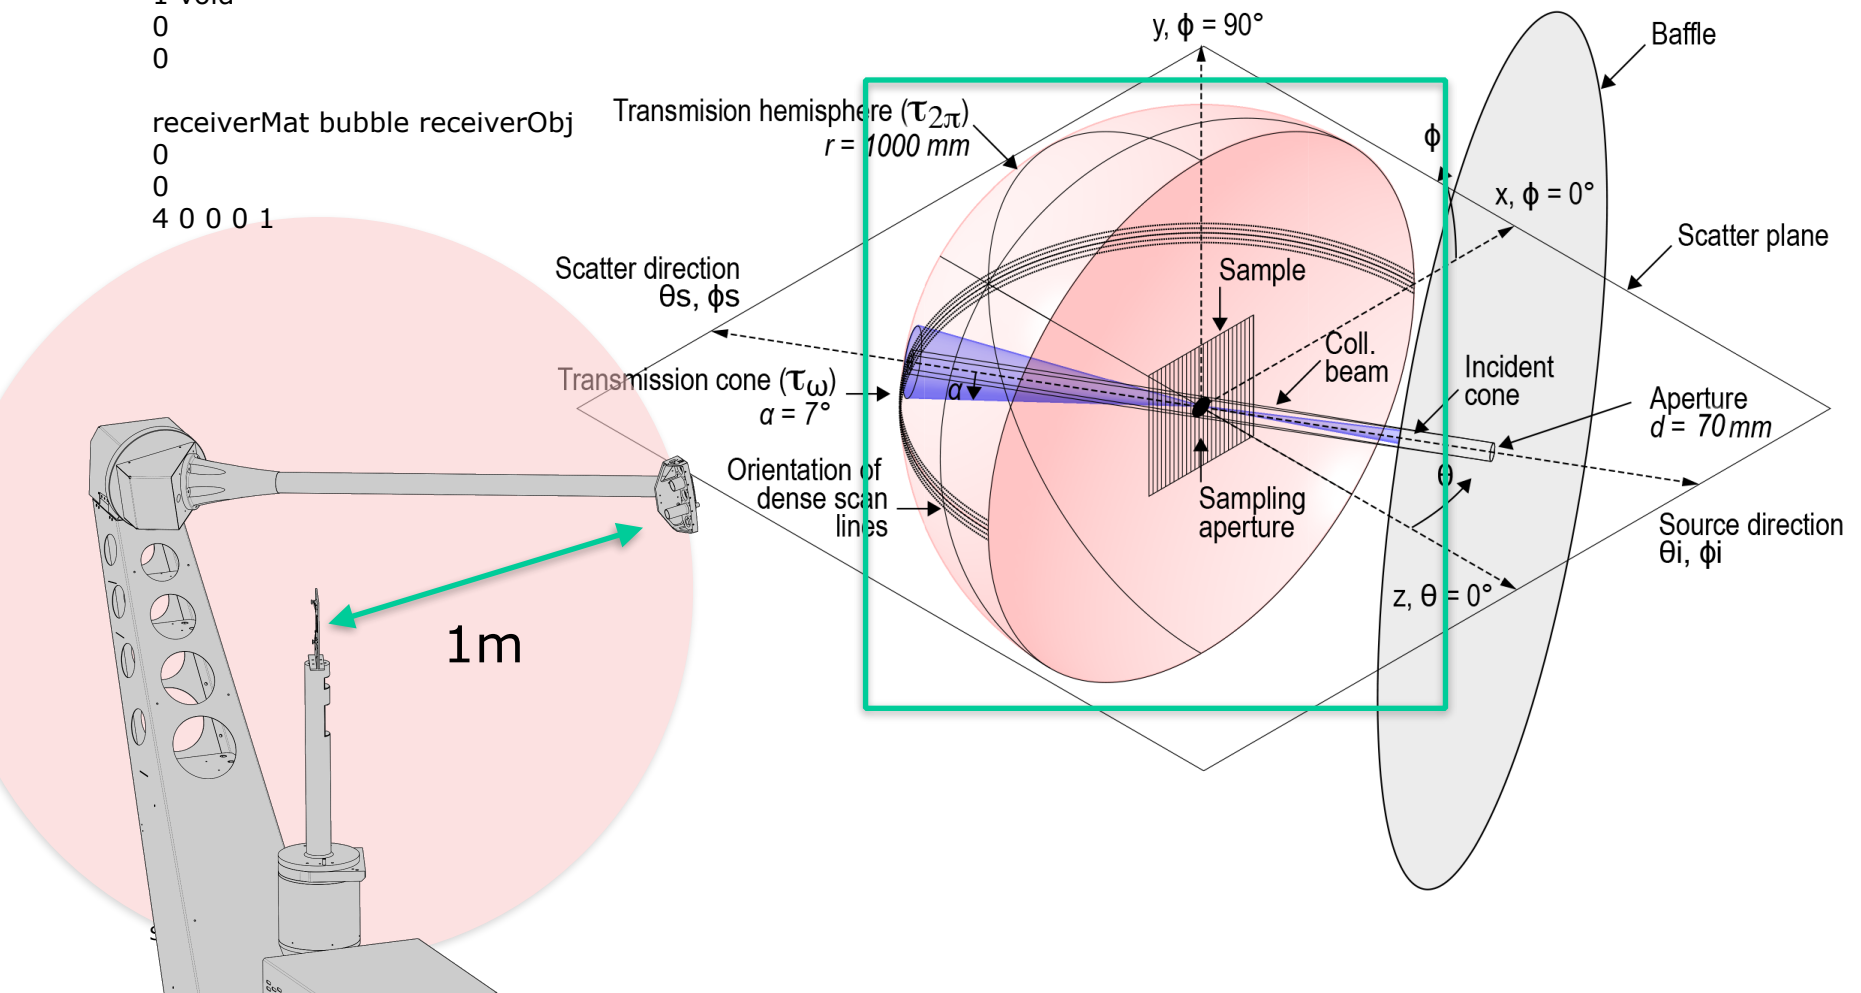 1 void
0
0
receiverMat bubble receiverObj
0
0
4 0 0 0 1
1m
y, ϕ = 90°
Baffle
Transmision hemisphere (τ2π)
r = 1000 mm
ϕ
x, ϕ = 0°
Scatter plane
Scatter direction
θs, ϕs
Sample
Coll.
beam
Incident
cone
Transmission cone (τω)
α = 7°
α
Aperture
d = 70 mm
Orientation of
dense scan
lines
Sampling
aperture
θ
Source direction
θi, ϕi
z, θ = 0°